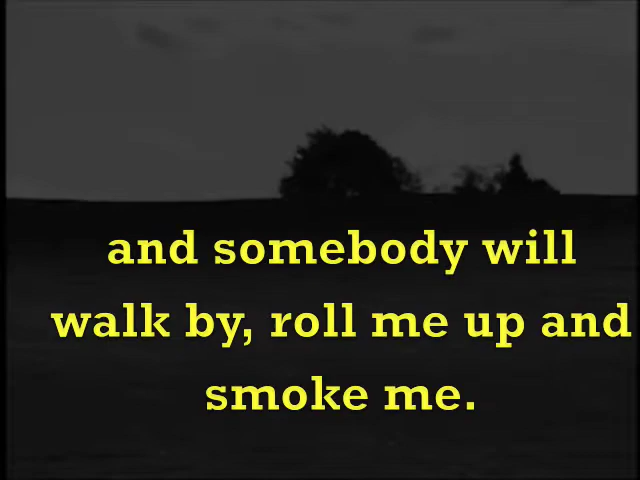 and somebody will
walk by, roll me up and
smoke me.